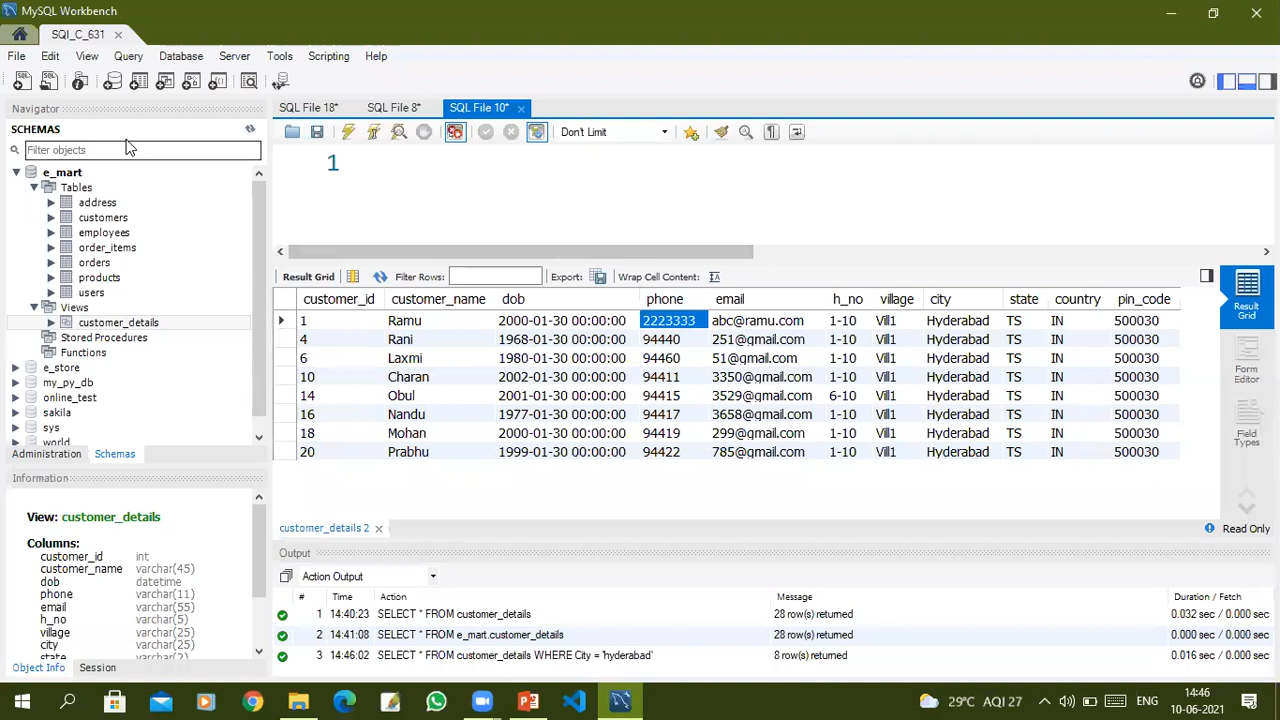 MySQL Workbench
SQl_C_631
File Edit View Query Database Server Tools Scripting Help
Navigator
SCHEMAS
Filter objects
e_mart
Tables
address
customers
employees
order_items
orders
products
users
Views
customer_details
Stored Procedures
Functions
e_store
my_py_db
online_test
sakila
sys
world
Administration Schemas
Information
View: customer_details
Columns:
customer_id int
customer_name varchar(45)
dob datetime
phone varchar(11)
email varchar(55)
h_no varchar(5)
village varchar(25)
city varchar(25)
state varchar(2)
Object Info Session
SQL File 18* SQL File 8* SQL File 10*
Don't Limit
1
Result Grid Filter Rows: Export: Wrap Cell Content:
customer_id customer_name dob phone email h_no village city state country pin_code
1 Ramu 2000-01-30 00:00:00 2223333 abc@ramu.com 1-10 Vill1 Hyderabad TS IN 500030
4 Rani 1968-01-30 00:00:00 94440 251@gmail.com 1-10 Vill1 Hyderabad TS IN 500030
6 Laxmi 1980-01-30 00:00:00 94460 51@gmail.com 1-10 Vill1 Hyderabad TS IN 500030
10 Charan 2002-01-30 00:00:00 94411 3350@gmail.com 1-10 Vill1 Hyderabad TS IN 500030
14 Obul 2001-01-30 00:00:00 94415 3529@gmail.com 6-10 Vill1 Hyderabad TS IN 500030
16 Nandu 1977-01-30 00:00:00 94417 3658@gmail.com 1-10 Vill1 Hyderabad TS IN 500030
18 Mohan 2000-01-30 00:00:00 94419 299@gmail.com 1-10 Vill1 Hyderabad TS IN 500030
20 Prabhu 1999-01-30 00:00:00 94422 785@gmail.com 1-10 Vill1 Hyderabad TS IN 500030
Result Grid
Form Editor
Field Types
customer_details 2
Read Only
Output
Action Output
# Time Action Message Duration / Fetch
1 14:40:23 SELECT * FROM customer_details 28 row(s) returned 0.032 sec / 0.000 sec
2 14:41:08 SELECT * FROM e_mart.customer_details 28 row(s) returned 0.000 sec / 0.000 sec
3 14:46:02 SELECT * FROM customer_details WHERE City = 'hyderabad' 8 row(s) returned 0.016 sec / 0.000 sec
29°C AQI 27 ENG 14:46
10-06-2021